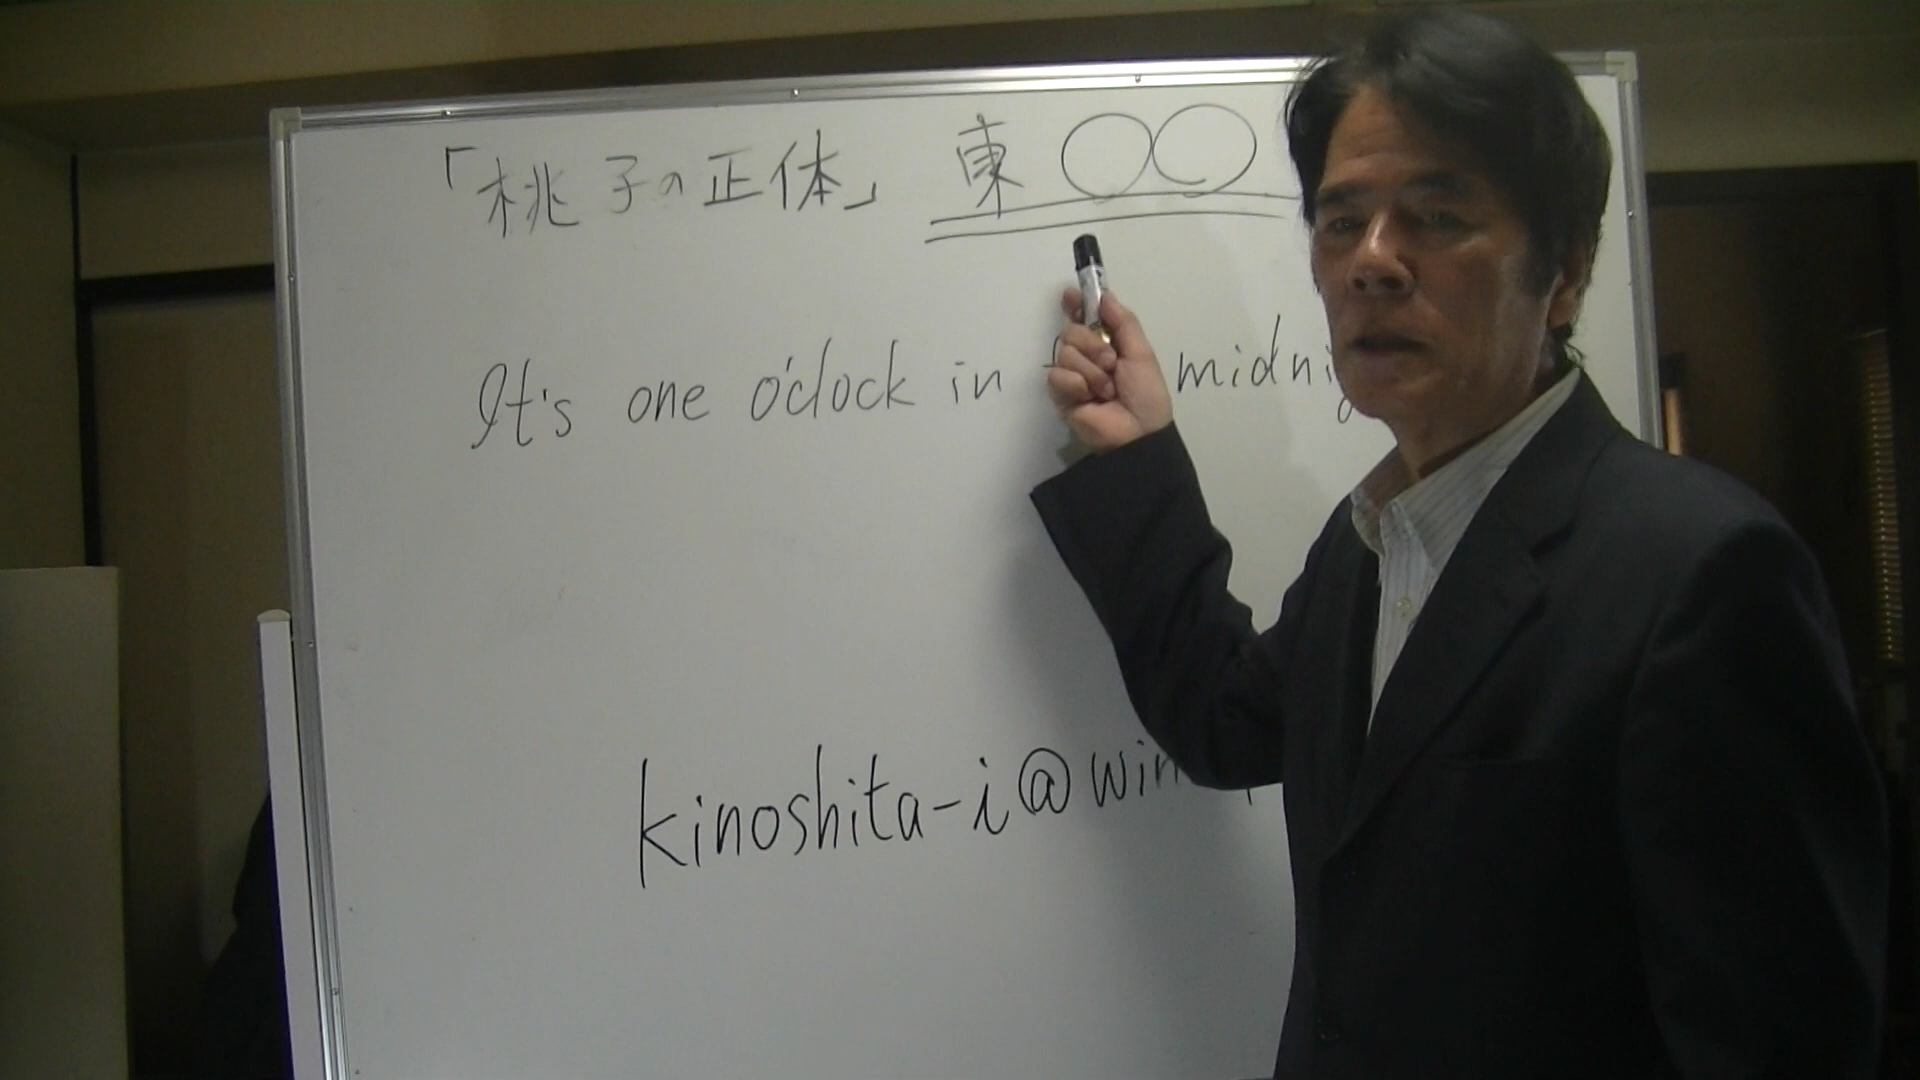 「桃子の正体」 東〇〇
It's one o'clock in midni
kinoshita-i@win